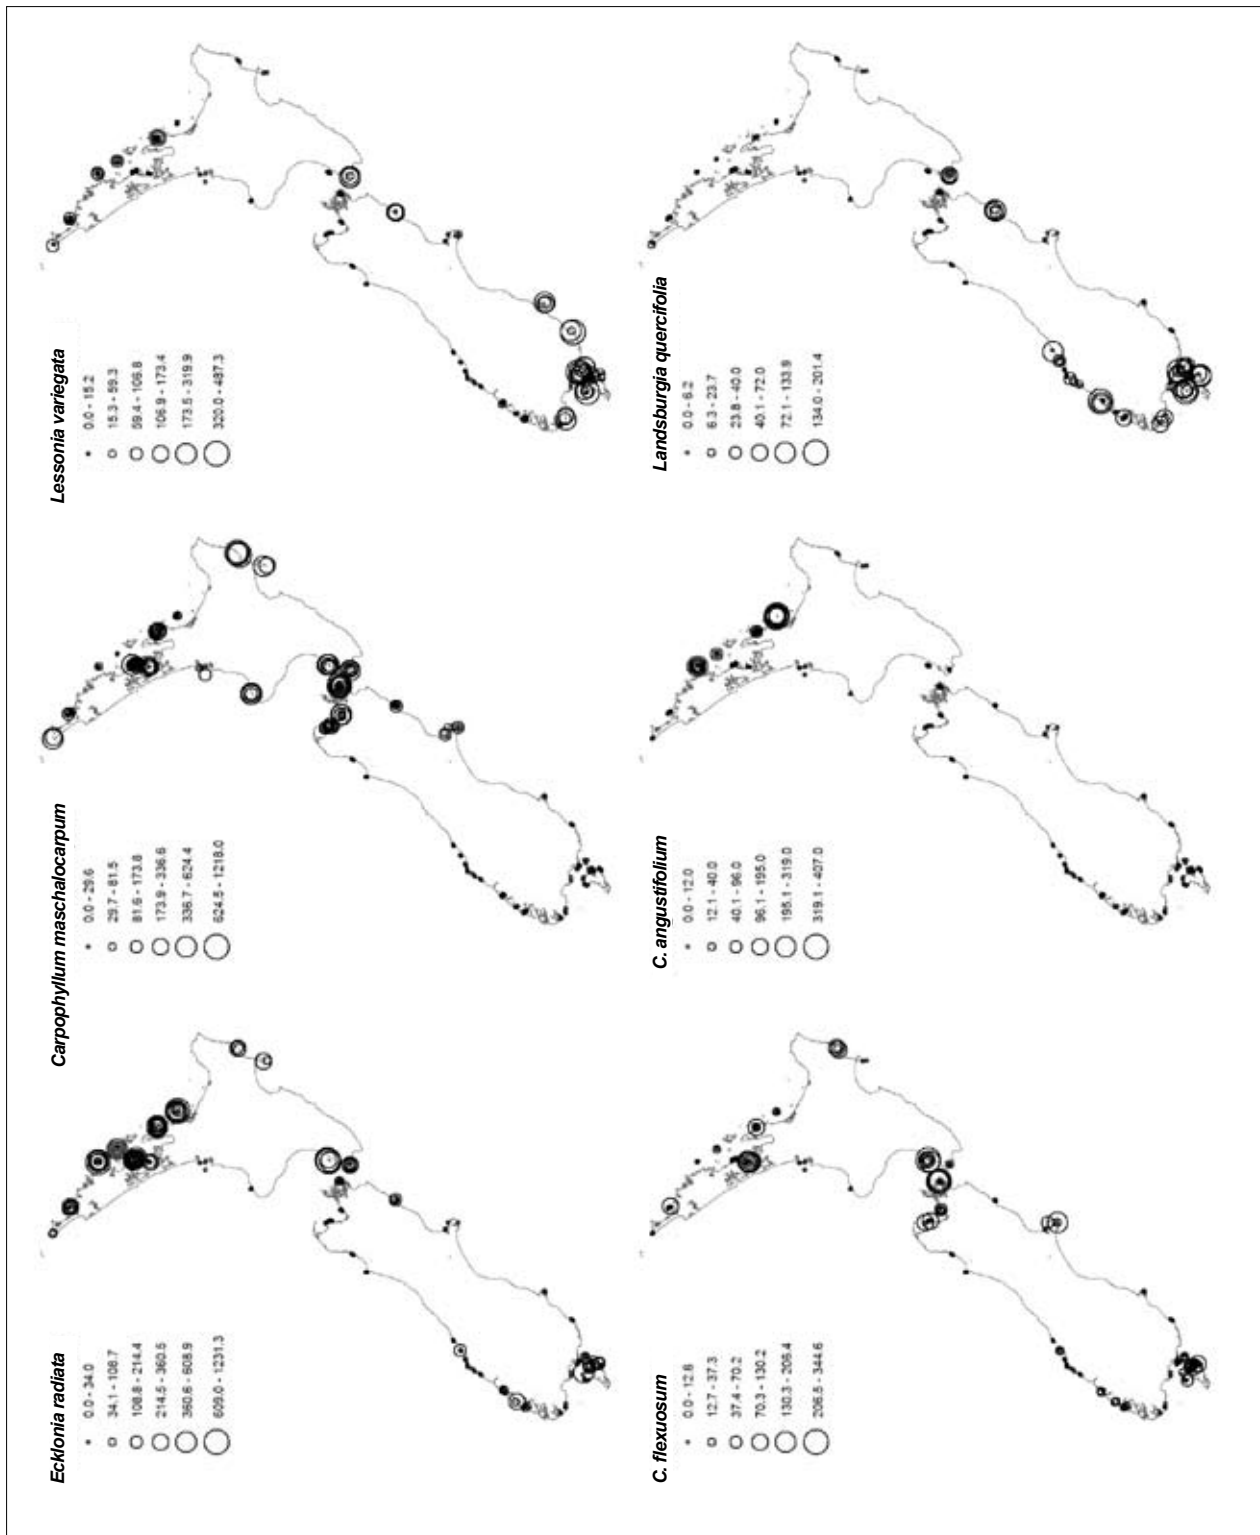 Ecklonia radiata
0.0 - 34.0
34.1 - 108.7
108.8 - 214.4
214.5 - 360.5
360.6 - 608.9
609.0 - 1231.3
Carpophyllum maschalocarpum
0.0 - 29.6
29.7 - 81.5
81.6 - 173.8
173.9 - 336.6
336.7 - 624.4
624.5 - 1218.0
Lessonia variegata
0.0 - 15.2
15.3 - 59.3
59.4 - 106.8
106.9 - 173.4
173.5 - 319.9
320.0 - 487.3
C. flexuosum
0.0 - 12.6
12.7 - 37.3
37.4 - 70.2
70.3 - 130.2
130.3 - 206.4
206.5 - 344.6
C. angustifolium
0.0 - 12.0
12.1 - 40.0
40.1 - 96.0
96.1 - 195.0
195.1 - 319.0
319.1 - 407.0
Landsburgia quercifolia
0.0 - 6.2
6.3 - 23.7
23.8 - 40.0
40.1 - 72.0
72.1 - 133.9
134.0 - 201.4